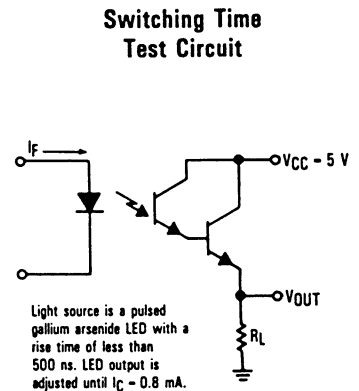 Switching Time
Test Circuit
IF
VCC = 5 V
VOUT
RL
Light source is a pulsed
gallium arsenide LED with a
rise time of less than
500 ns. LED output is
adjusted until IC = 0.8 mA.